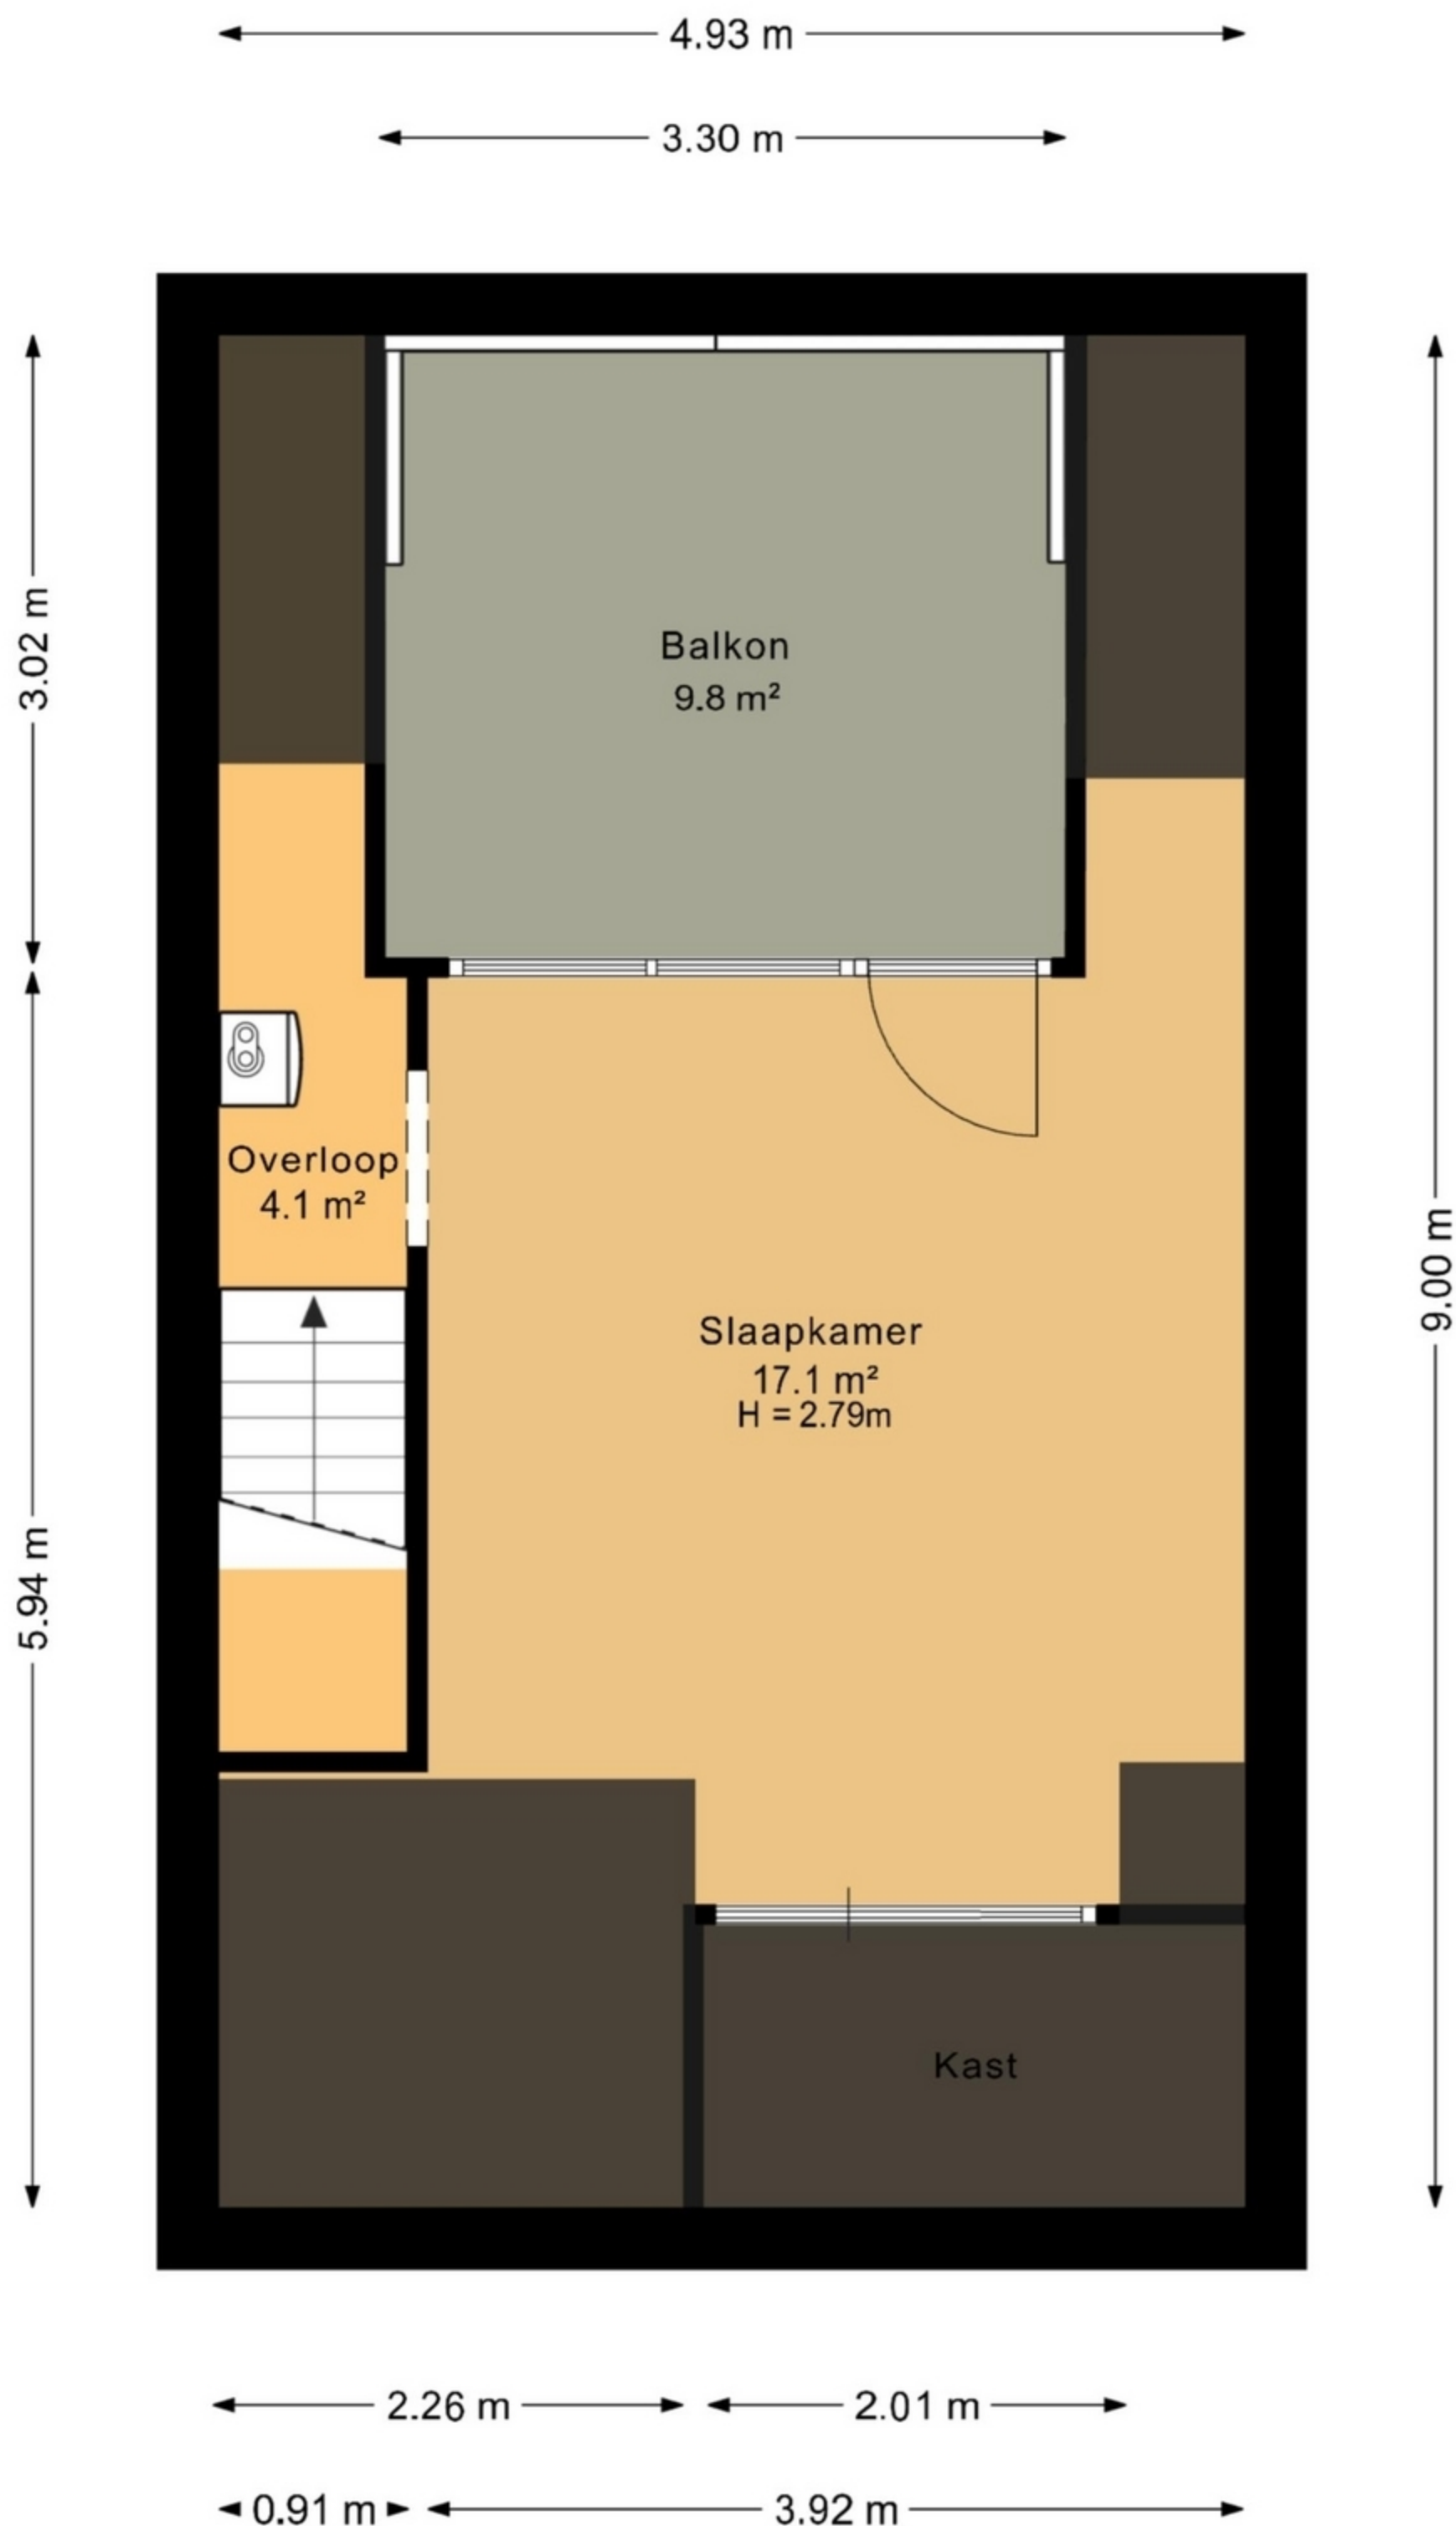 4.93 m
3.30 m
3.02 m
Balkon
9.8 m²
Overloop
4.1 m²
9.00 m
Slaapkamer
17.1 m²
H = 2.79m
5.94 m
Kast
2.26 m
2.01 m
0.91 m
3.92 m